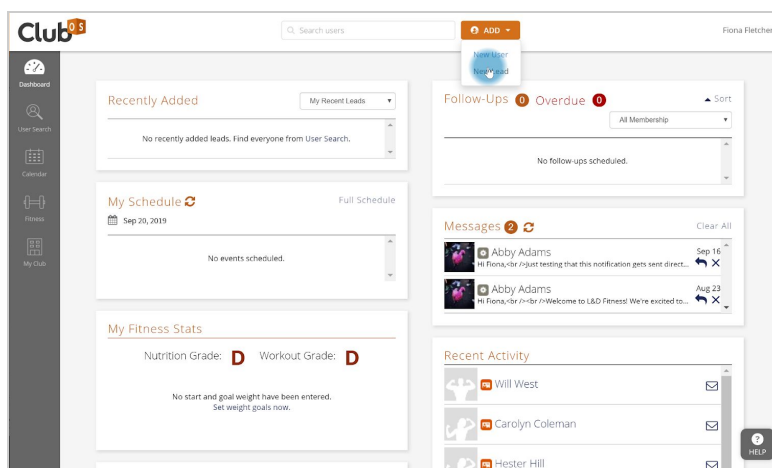 Club OS
Search users
ADD
Fiona Fletcher
New User
New Lead
Dashboard
User Search
Calendar
Fitness
My Club
Recently Added
My Recent Leads
No recently added leads. Find everyone from User Search.
My Schedule
Full Schedule
Sep 20, 2019
No events scheduled.
My Fitness Stats
Nutrition Grade: D Workout Grade: D
No start and goal weight have been entered.
Set weight goals now.
Follow-Ups 0 Overdue 0
Sort
All Membership
No follow-ups scheduled.
Messages 2
Clear All
Abby Adams
Sep 16
Hi Fiona,<br />Just testing that this notification gets sent direct...
Abby Adams
Aug 23
Hi Fiona,<br /><br />Welcome to L&D Fitness! We're excited to...
Recent Activity
Will West
Carolyn Coleman
Hester Hill
HELP